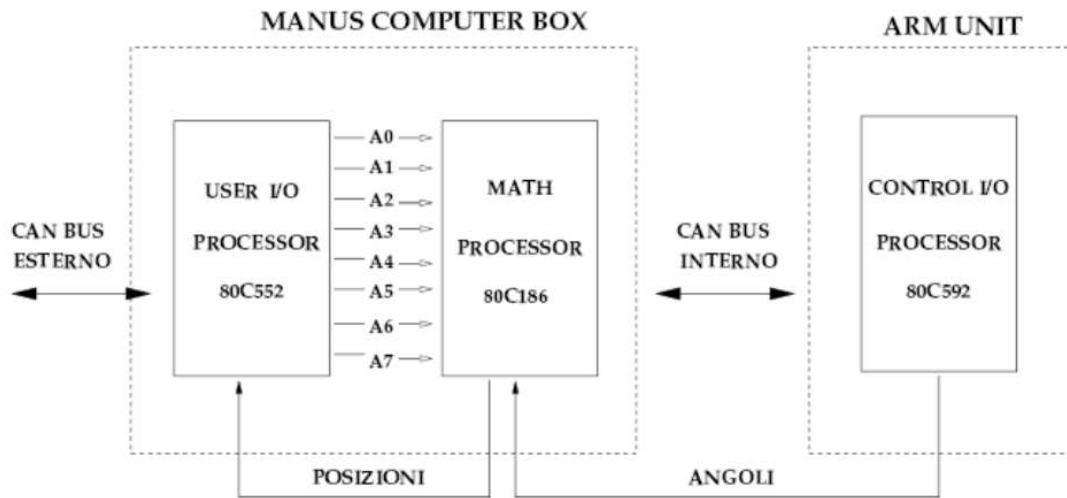 MANUS COMPUTER BOX
ARM UNIT
CAN BUS
ESTERNO
USER I/O
PROCESSOR
80C552
A0
A1
A2
A3
A4
A5
A6
A7
MATH
PROCESSOR
80C186
CAN BUS
INTERNO
CONTROL I/O
PROCESSOR
80C592
POSIZIONI
ANGOLI